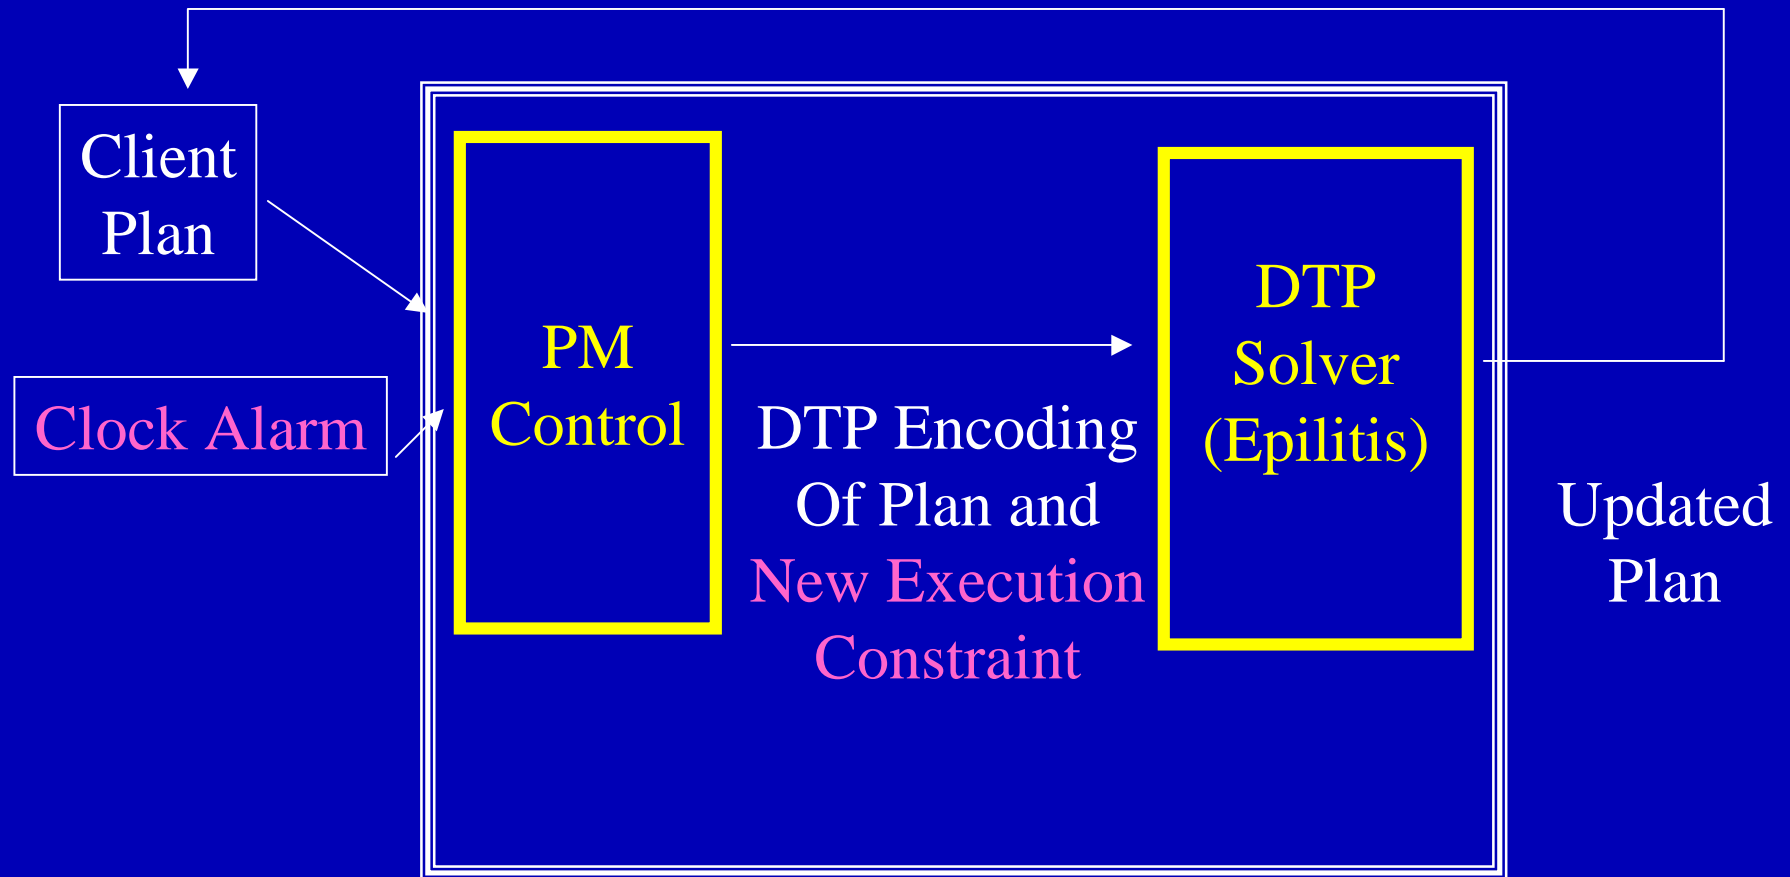 Client
Plan
Clock Alarm
PM
Control
DTP Encoding
Of Plan and
New Execution
Constraint
DTP
Solver
(Epilitis)
Updated
Plan